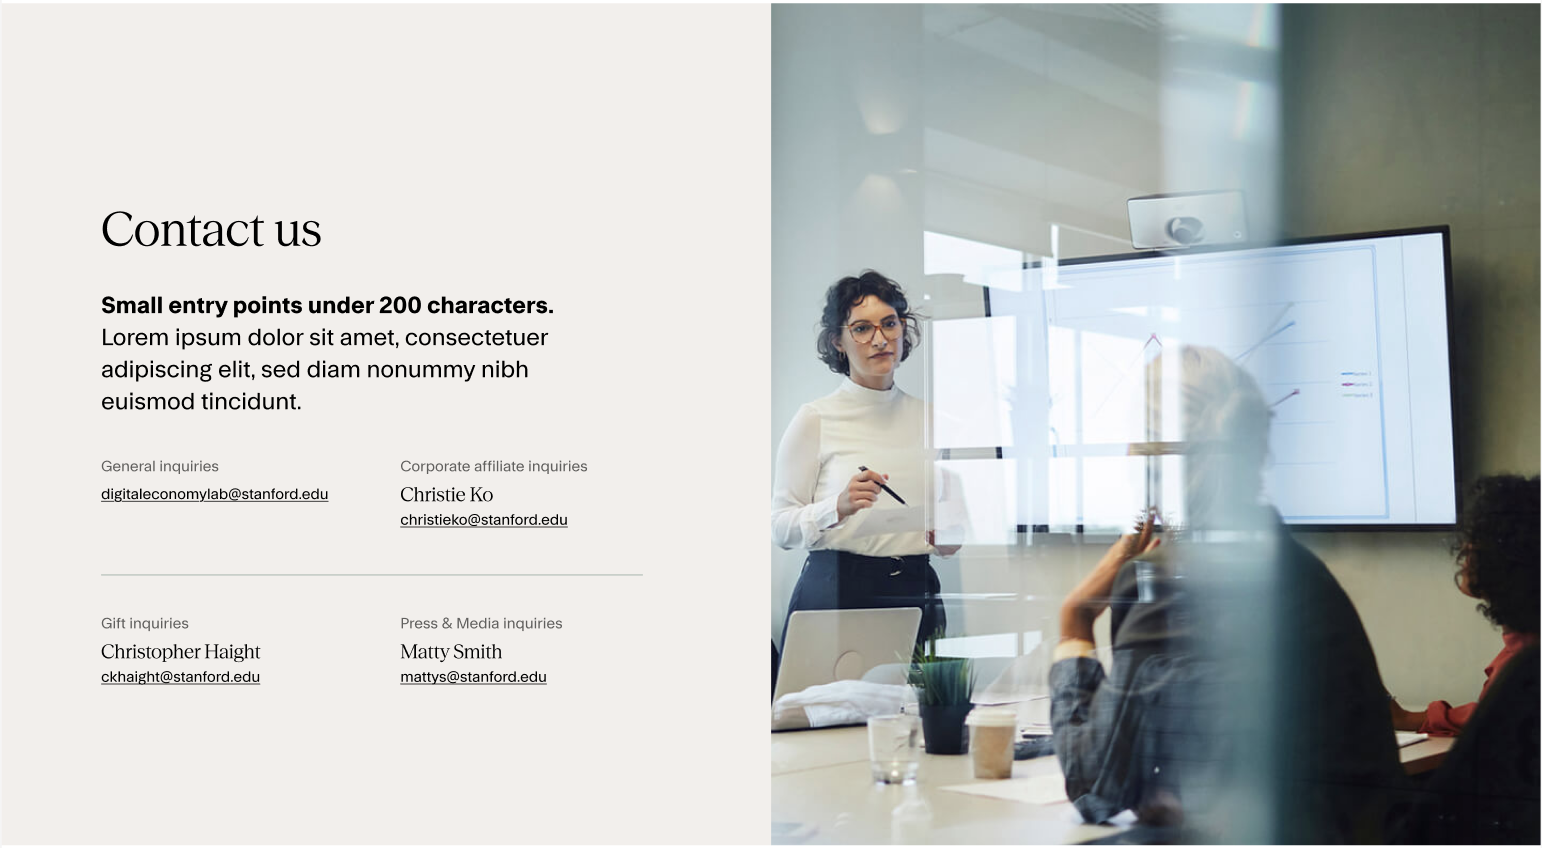 Contact us
Small entry points under 200 characters.
Lorem ipsum dolor sit amet, consectetuer
adipiscing elit, sed diam nonummy nibh
euismod tincidunt.
General inquiries
digitaleconomylab@stanford.edu
Corporate affiliate inquiries
Christie Ko
christieko@stanford.edu
Gift inquiries
Christopher Haight
ckhaight@stanford.edu
Press & Media inquiries
Matty Smith
mattys@stanford.edu